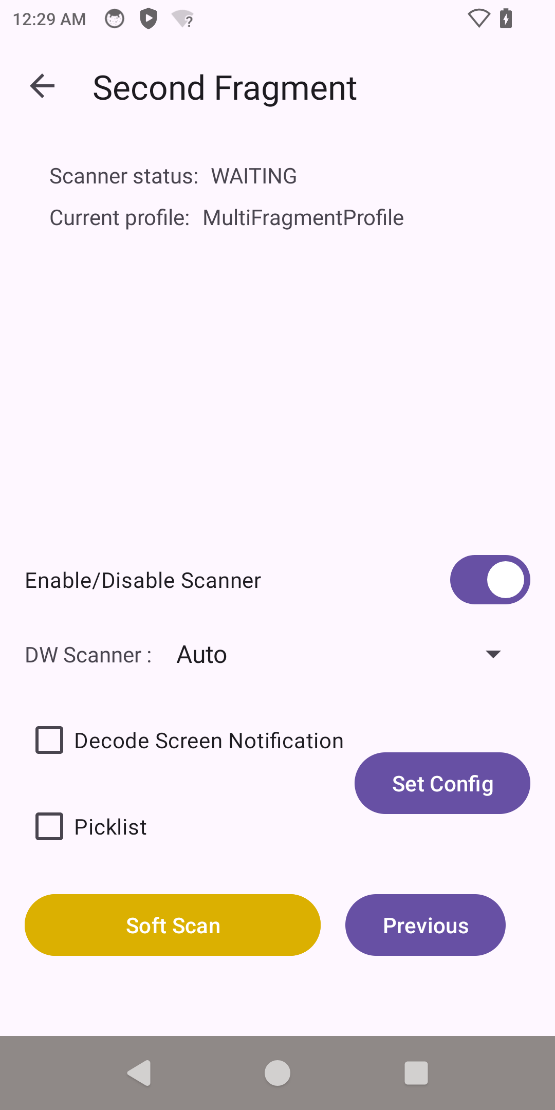 12:29 AM
Second Fragment
Scanner status: WAITING
Current profile: MultiFragmentProfile
Enable/Disable Scanner
DW Scanner : Auto
Decode Screen Notification
Set Config
Picklist
Soft Scan
Previous